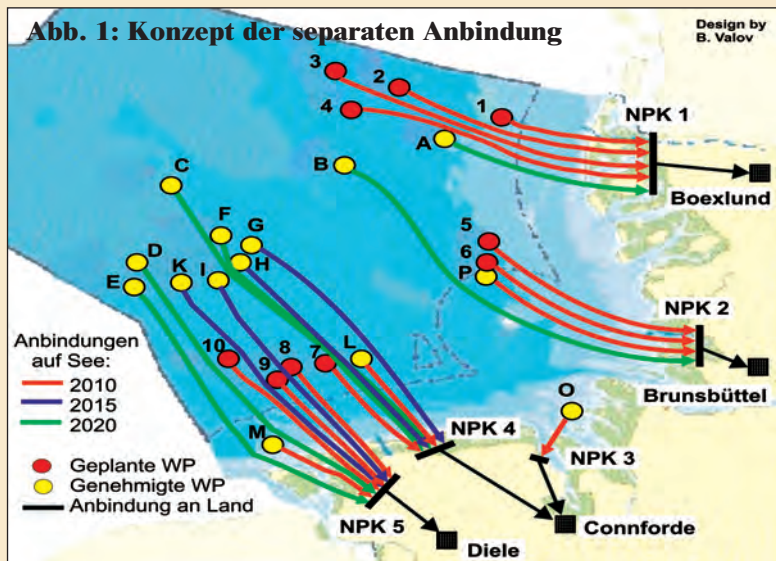 Abb. 1: Konzept der separaten Anbindung
Design by
B. Valov
3
2
4
1
A
NPK 1
B
Boexlund
C
F
G
H
D
E
K
I
5
6
P
NPK 2
Brunsbüttel
Anbindungen
auf See:
2010
2015
2020
10
9
8
7
L
O
M
NPK 4
NPK 3
Geplante WP
Genehmigte WP
Anbindung an Land
NPK 5
Connforde
Diele